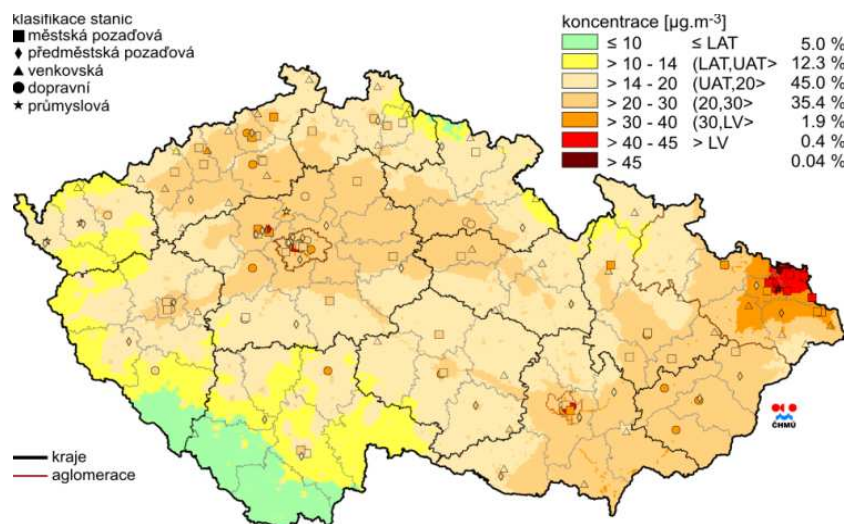 klasifikace stanic
městská pozaďová
předměstská pozaďová
venkovská
dopravní
průmyslová
koncentrace [µg.m-³]
≤ 10 ≤ LAT 5.0 %
> 10 - 14 (LAT,UAT> 12.3 %
> 14 - 20 (UAT,20> 45.0 %
> 20 - 30 (20,30> 35.4 %
> 30 - 40 (30,LV> 1.9 %
> 40 - 45 > LV 0.4 %
> 45 0.04 %
ČHMÚ
kraje
aglomerace